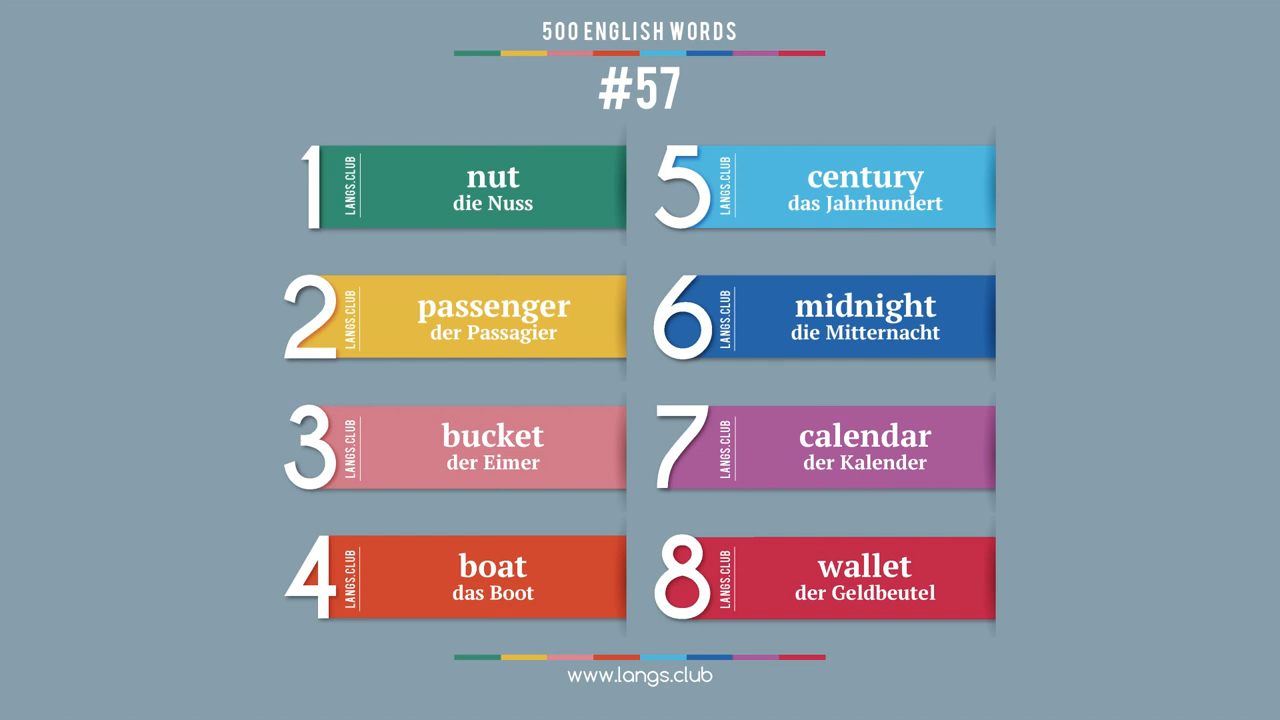 500 ENGLISH WORDS
#57
1
LANGS.CLUB
nut
die Nuss
2
LANGS.CLUB
passenger
der Passagier
3
LANGS.CLUB
bucket
der Eimer
4
LANGS.CLUB
boat
das Boot
5
LANGS.CLUB
century
das Jahrhundert
6
LANGS.CLUB
midnight
die Mitternacht
7
LANGS.CLUB
calendar
der Kalender
8
LANGS.CLUB
wallet
der Geldbeutel
www.langs.club